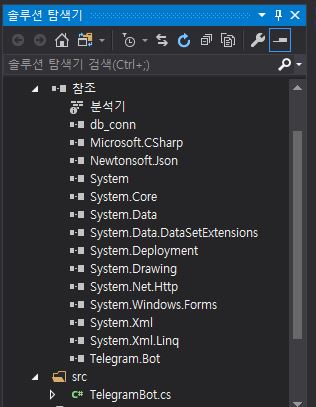 솔루션 탐색기
솔루션 탐색기 검색(Ctrl+;)
참조
분석기
db_conn
Microsoft.CSharp
Newtonsoft.Json
System
System.Core
System.Data
System.Data.DataSetExtensions
System.Deployment
System.Drawing
System.Net.Http
System.Windows.Forms
System.Xml
System.Xml.Linq
Telegram.Bot
src
C# TelegramBot.cs